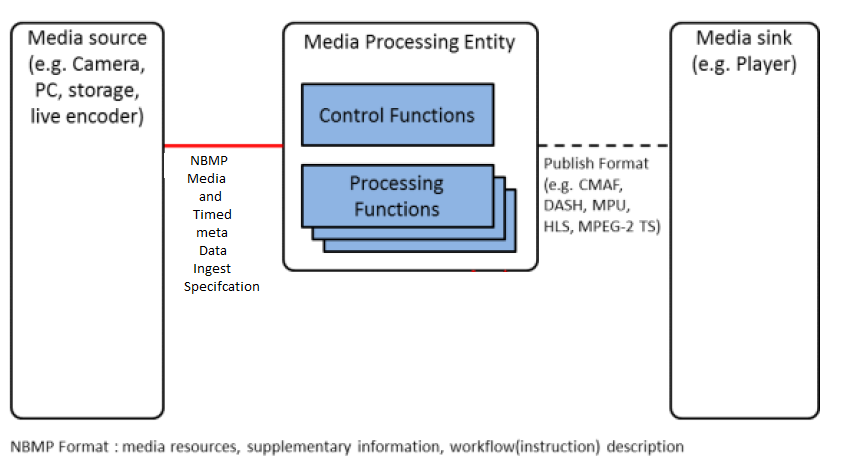 Media source
(e.g. Camera,
PC, storage,
live encoder)
NBMP
Media
and
Timed
meta
Data
Ingest
Specifcation
Media Processing Entity
Control Functions
Processing
Functions
Publish Format
(e.g. CMAF,
DASH, MPU,
HLS, MPEG-2 TS)
Media sink
(e.g. Player)
NBMP Format : media resources, supplementary information, workflow(instruction) description